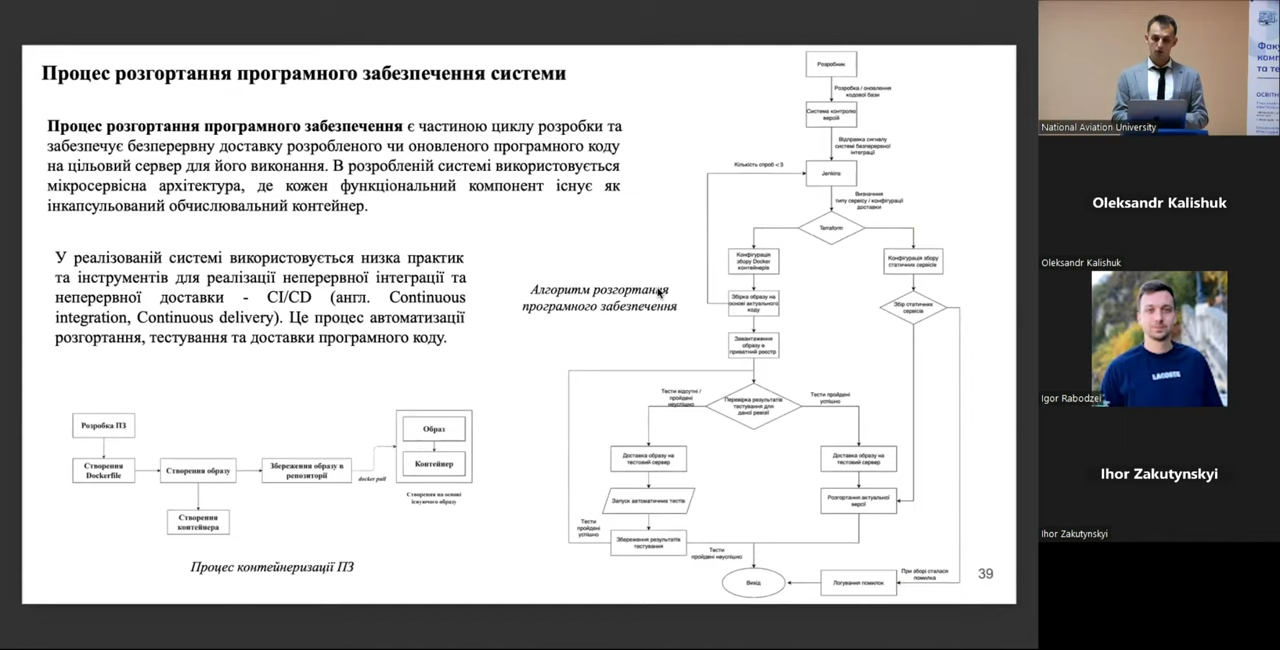 Процес розгортання програмного забезпечення системи
Процес розгортання програмного забезпечення є частиною циклу розробки та
забезпечує безперервну доставку розробленого чи оновленого програмного коду
на цільовий сервер для його виконання. В розробленій системі використовується
мікросервісна архітектура, де кожен функціональний компонент існує як
інкапсульований обчислювальний контейнер.
У реалізованій системі використовується низка практик
та інструментів для реалізації неперервної інтеграції та
неперервної доставки - CI/CD (англ. Continuous
integration, Continuous delivery). Це процес автоматизації
розгортання, тестування та доставки програмного коду.
Розробка ПЗ
Створення
Dockerfile
Створення образу
Збереження образу в
репозиторії
docker pull
Образ
Контейнер
Створення на основі
існуючого образу
Створення
контейнера
Процес контейнеризації ПЗ
Алгоритм розгортання
програмного забезпечення
Розробник
Розробка / оновлення
кодової бази
Система контролю
версій
Відправка сигналу
системі безперервної
інтеграції
Кількість спроб < 3
Jenkins
Визначння
типу сервісу / конфігурації
доставки
Terraform
Конфігурація
збору Docker
контейнерів
Конфігурація збору
статичних сервісів
Збірка образу на
основі актуального
коду
Збір статичних
сервісів
Завантаження
образу в
приватний реєстр
Тести відсутні /
пройдені
неуспішно
Перевірка результатів
тестування для
даної ревізії
Тести пройдені
успішно
Доставка образу на
тестовий сервер
Доставка образу на
тестовий сервер
Запуск автоматичних тестів
Розгортання актуальної
версії
Тести
пройдені
успішно
Збереження результатів
тестування
Тести
пройдені неуспішно
Вихід
Логування помилок
При зборі сталася
помилка
39
National Aviation University
Oleksandr Kalishuk
Oleksandr Kalishuk
LACOSTE
Igor Rabodzei
Ihor Zakutynskyi
Ihor Zakutynskyi